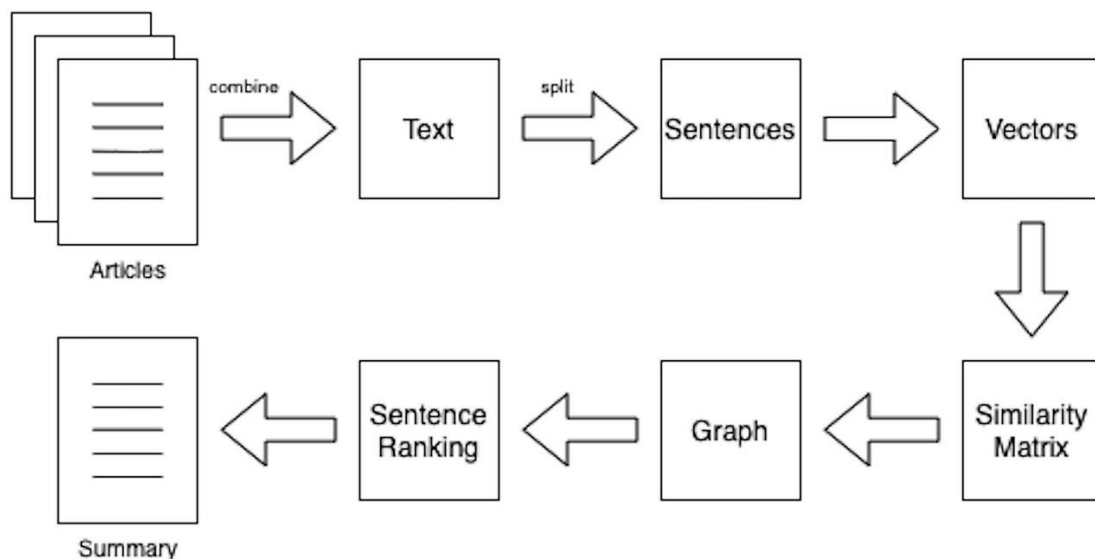 combine
split
Text
Sentences
Vectors
Articles
Similarity
Matrix
Graph
Sentence
Ranking
Summary